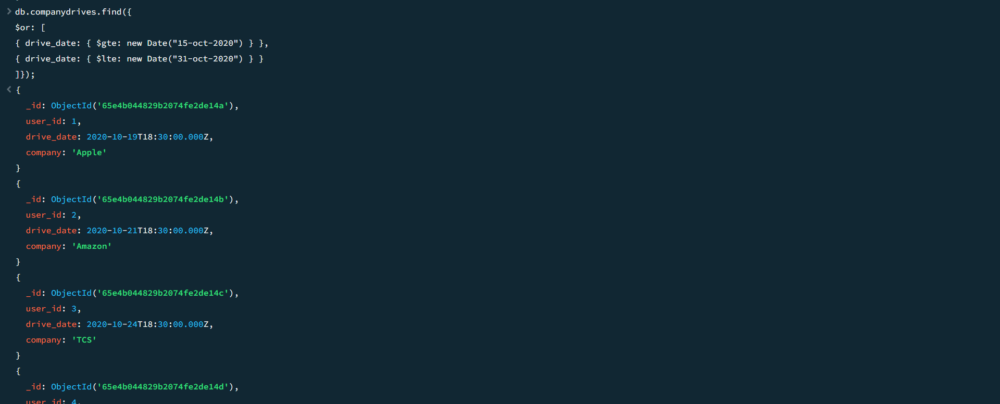 db.companydrives.find({
$or: [
{ drive_date: { $gte: new Date("15-oct-2020") } },
{ drive_date: { $lte: new Date("31-oct-2020") } }
]});
{
_id: ObjectId('65e4b044829b2074fe2de14a'),
user_id: 1,
drive_date: 2020-10-19T18:30:00.000Z,
company: 'Apple'
}
{
_id: ObjectId('65e4b044829b2074fe2de14b'),
user_id: 2,
drive_date: 2020-10-21T18:30:00.000Z,
company: 'Amazon'
}
{
_id: ObjectId('65e4b044829b2074fe2de14c'),
user_id: 3,
drive_date: 2020-10-24T18:30:00.000Z,
company: 'TCS'
}
{
_id: ObjectId('65e4b044829b2074fe2de14d'),
user_id: 4,